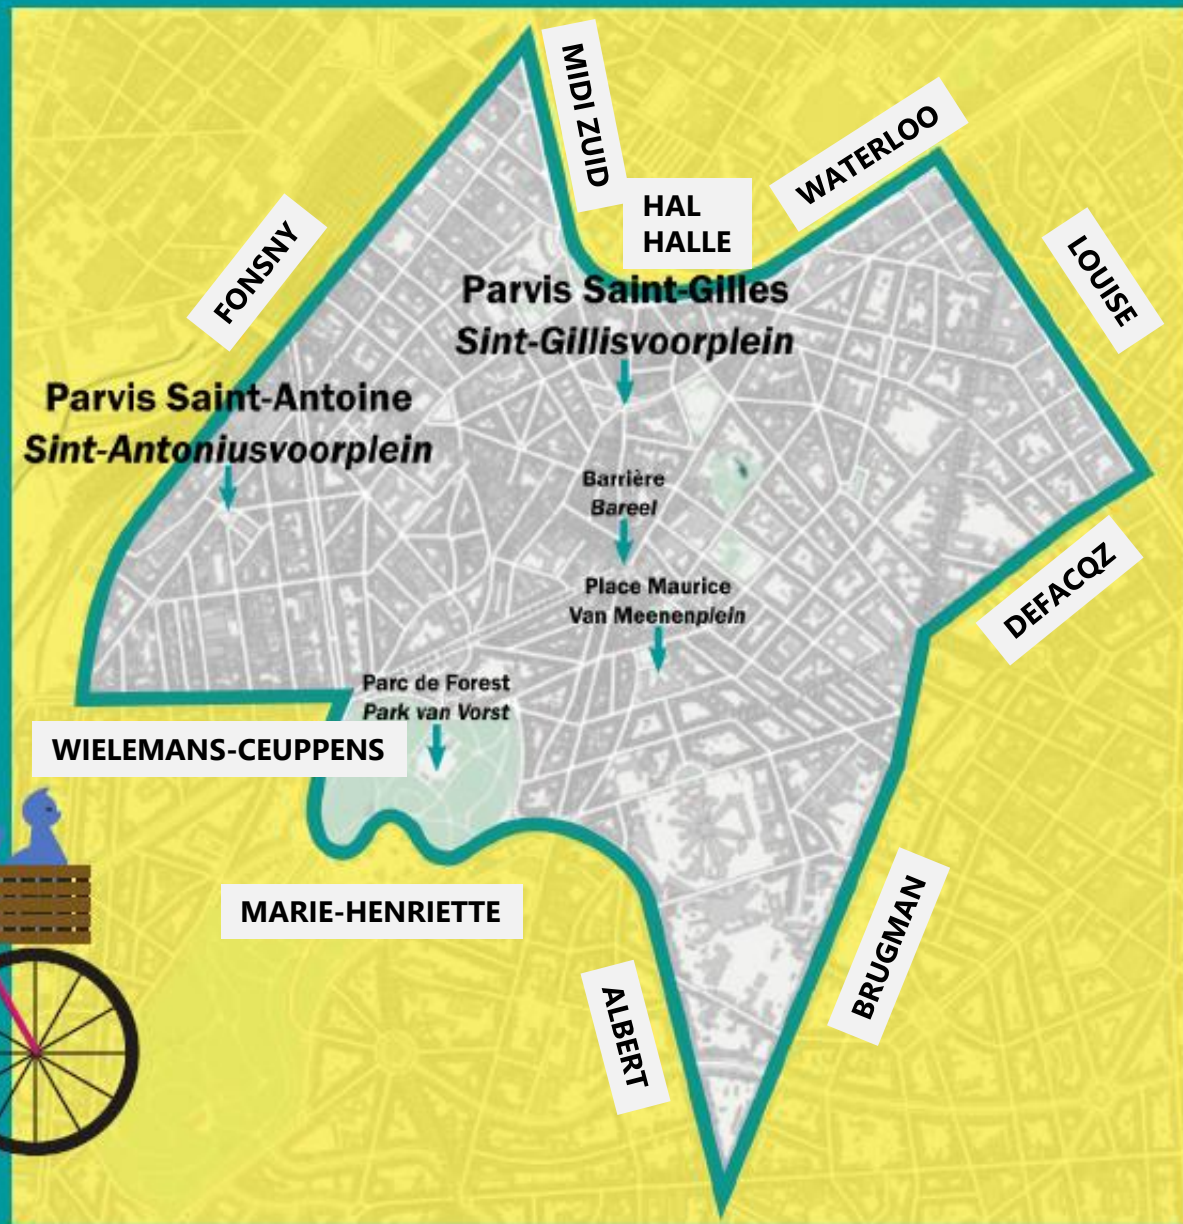 MIDI ZUID
WATERLOO
HAL
HALLE
FONSNY
LOUISE
Parvis Saint-Gilles
Sint-Gillisvoorplein
Parvis Saint-Antoine
Sint-Antoniusvoorplein
Barrière
Bareel
DEFACQZ
Place Maurice
Van Meenenplein
Parc de Forest
Park van Vorst
WIELEMANS-CEUPPENS
MARIE-HENRIETTE
BRUGMAN
ALBERT